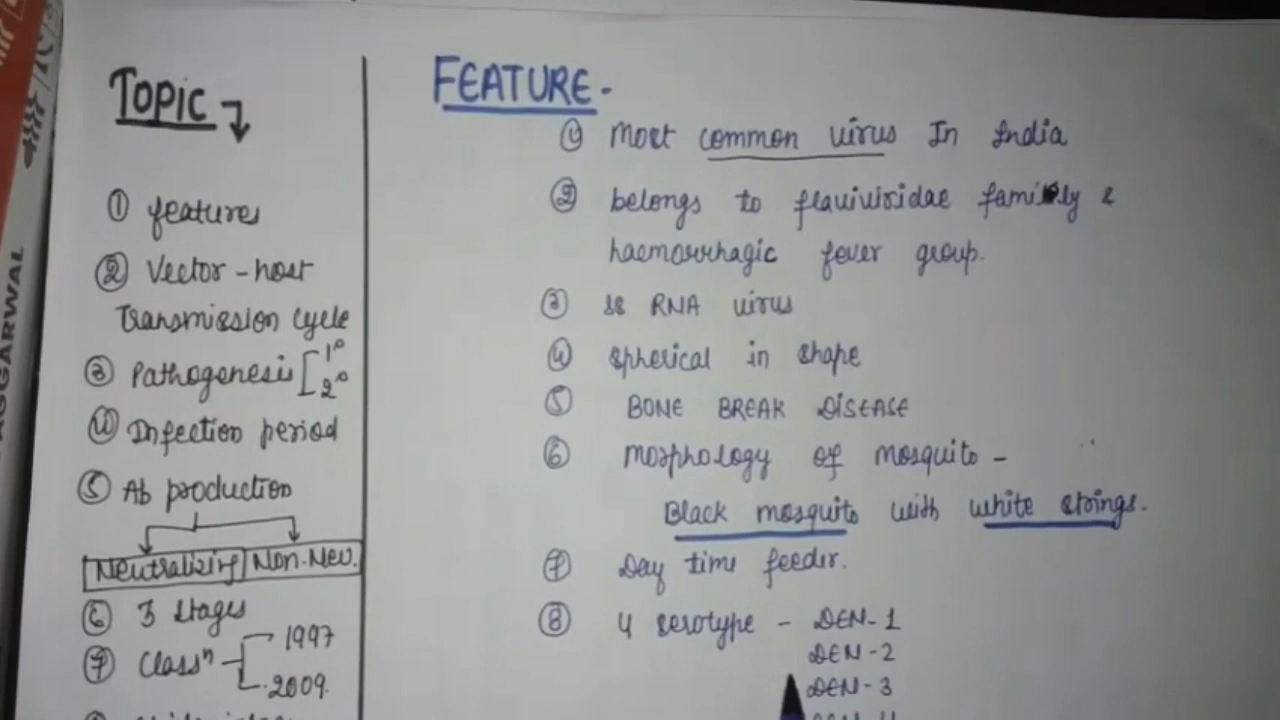 AGGARWAL
Topic
① features
② Vector - host
Transmission cycle
③ Pathogenesis 1°
2°
④ Infection period
⑤ Ab production
Neutralizing Non-Neu.
⑥ 3 stages
⑦ Classⁿ 1997
2009.
FEATURE -
① Most common virus In India
② belongs to flaviviridae family &
haemorrhagic fever group.
③ ss RNA virus
④ spherical in shape
⑤ BONE BREAK DISEASE
⑥ morphology of mosquito -
Black mosquito with white strings.
⑦ Day time feeder.
⑧ 4 serotype - DEN-1
DEN-2
DEN-3